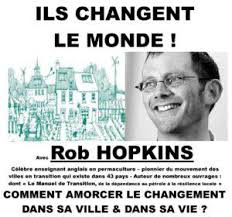 ILS CHANGENT
LE MONDE !
Avec Rob HOPKINS
Célèbre enseignant anglais en permaculture - pionnier du mouvement des
villes en transition qui existe dans 43 pays - Auteur de nombreux ouvrages :
dont « Le Manuel de Transition, de la dépendance au pétrole à la résilience locale »
COMMENT AMORCER LE CHANGEMENT
DANS SA VILLE & DANS SA VIE ?